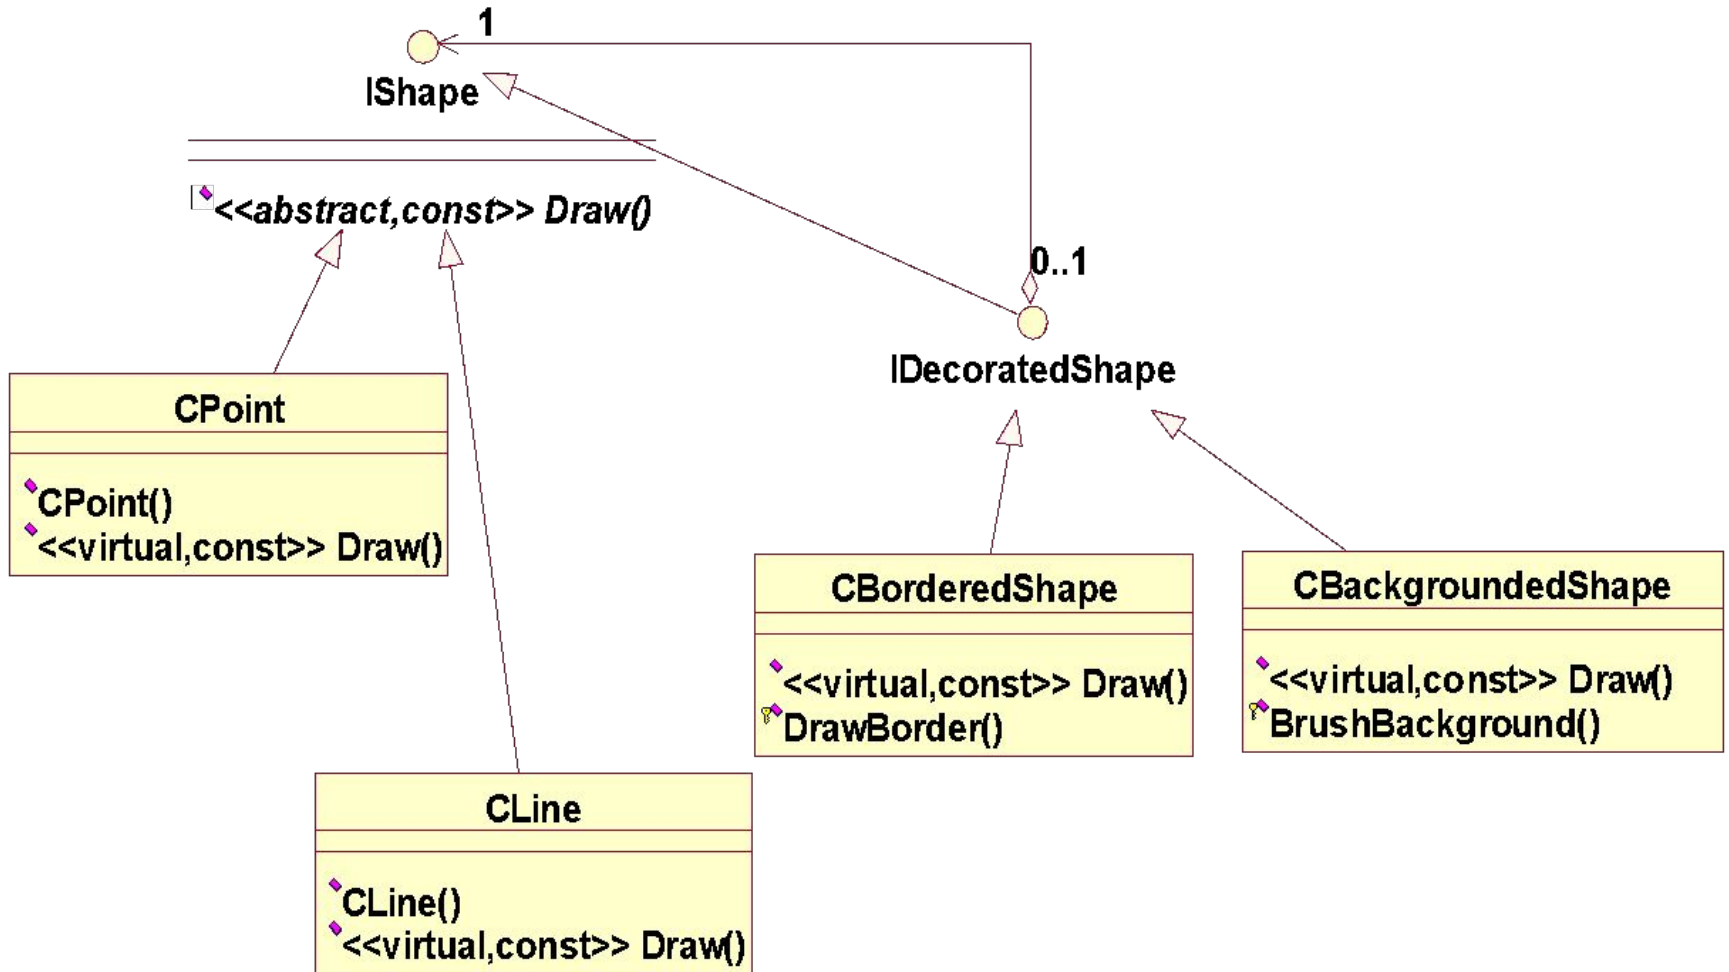 1
IShape
<<abstract,const>> Draw()
0..1
IDecoratedShape
CPoint
CPoint()
<<virtual,const>> Draw()
CBorderedShape
<<virtual,const>> Draw()
DrawBorder()
CBackgroundedShape
<<virtual,const>> Draw()
BrushBackground()
CLine
CLine()
<<virtual,const>> Draw()